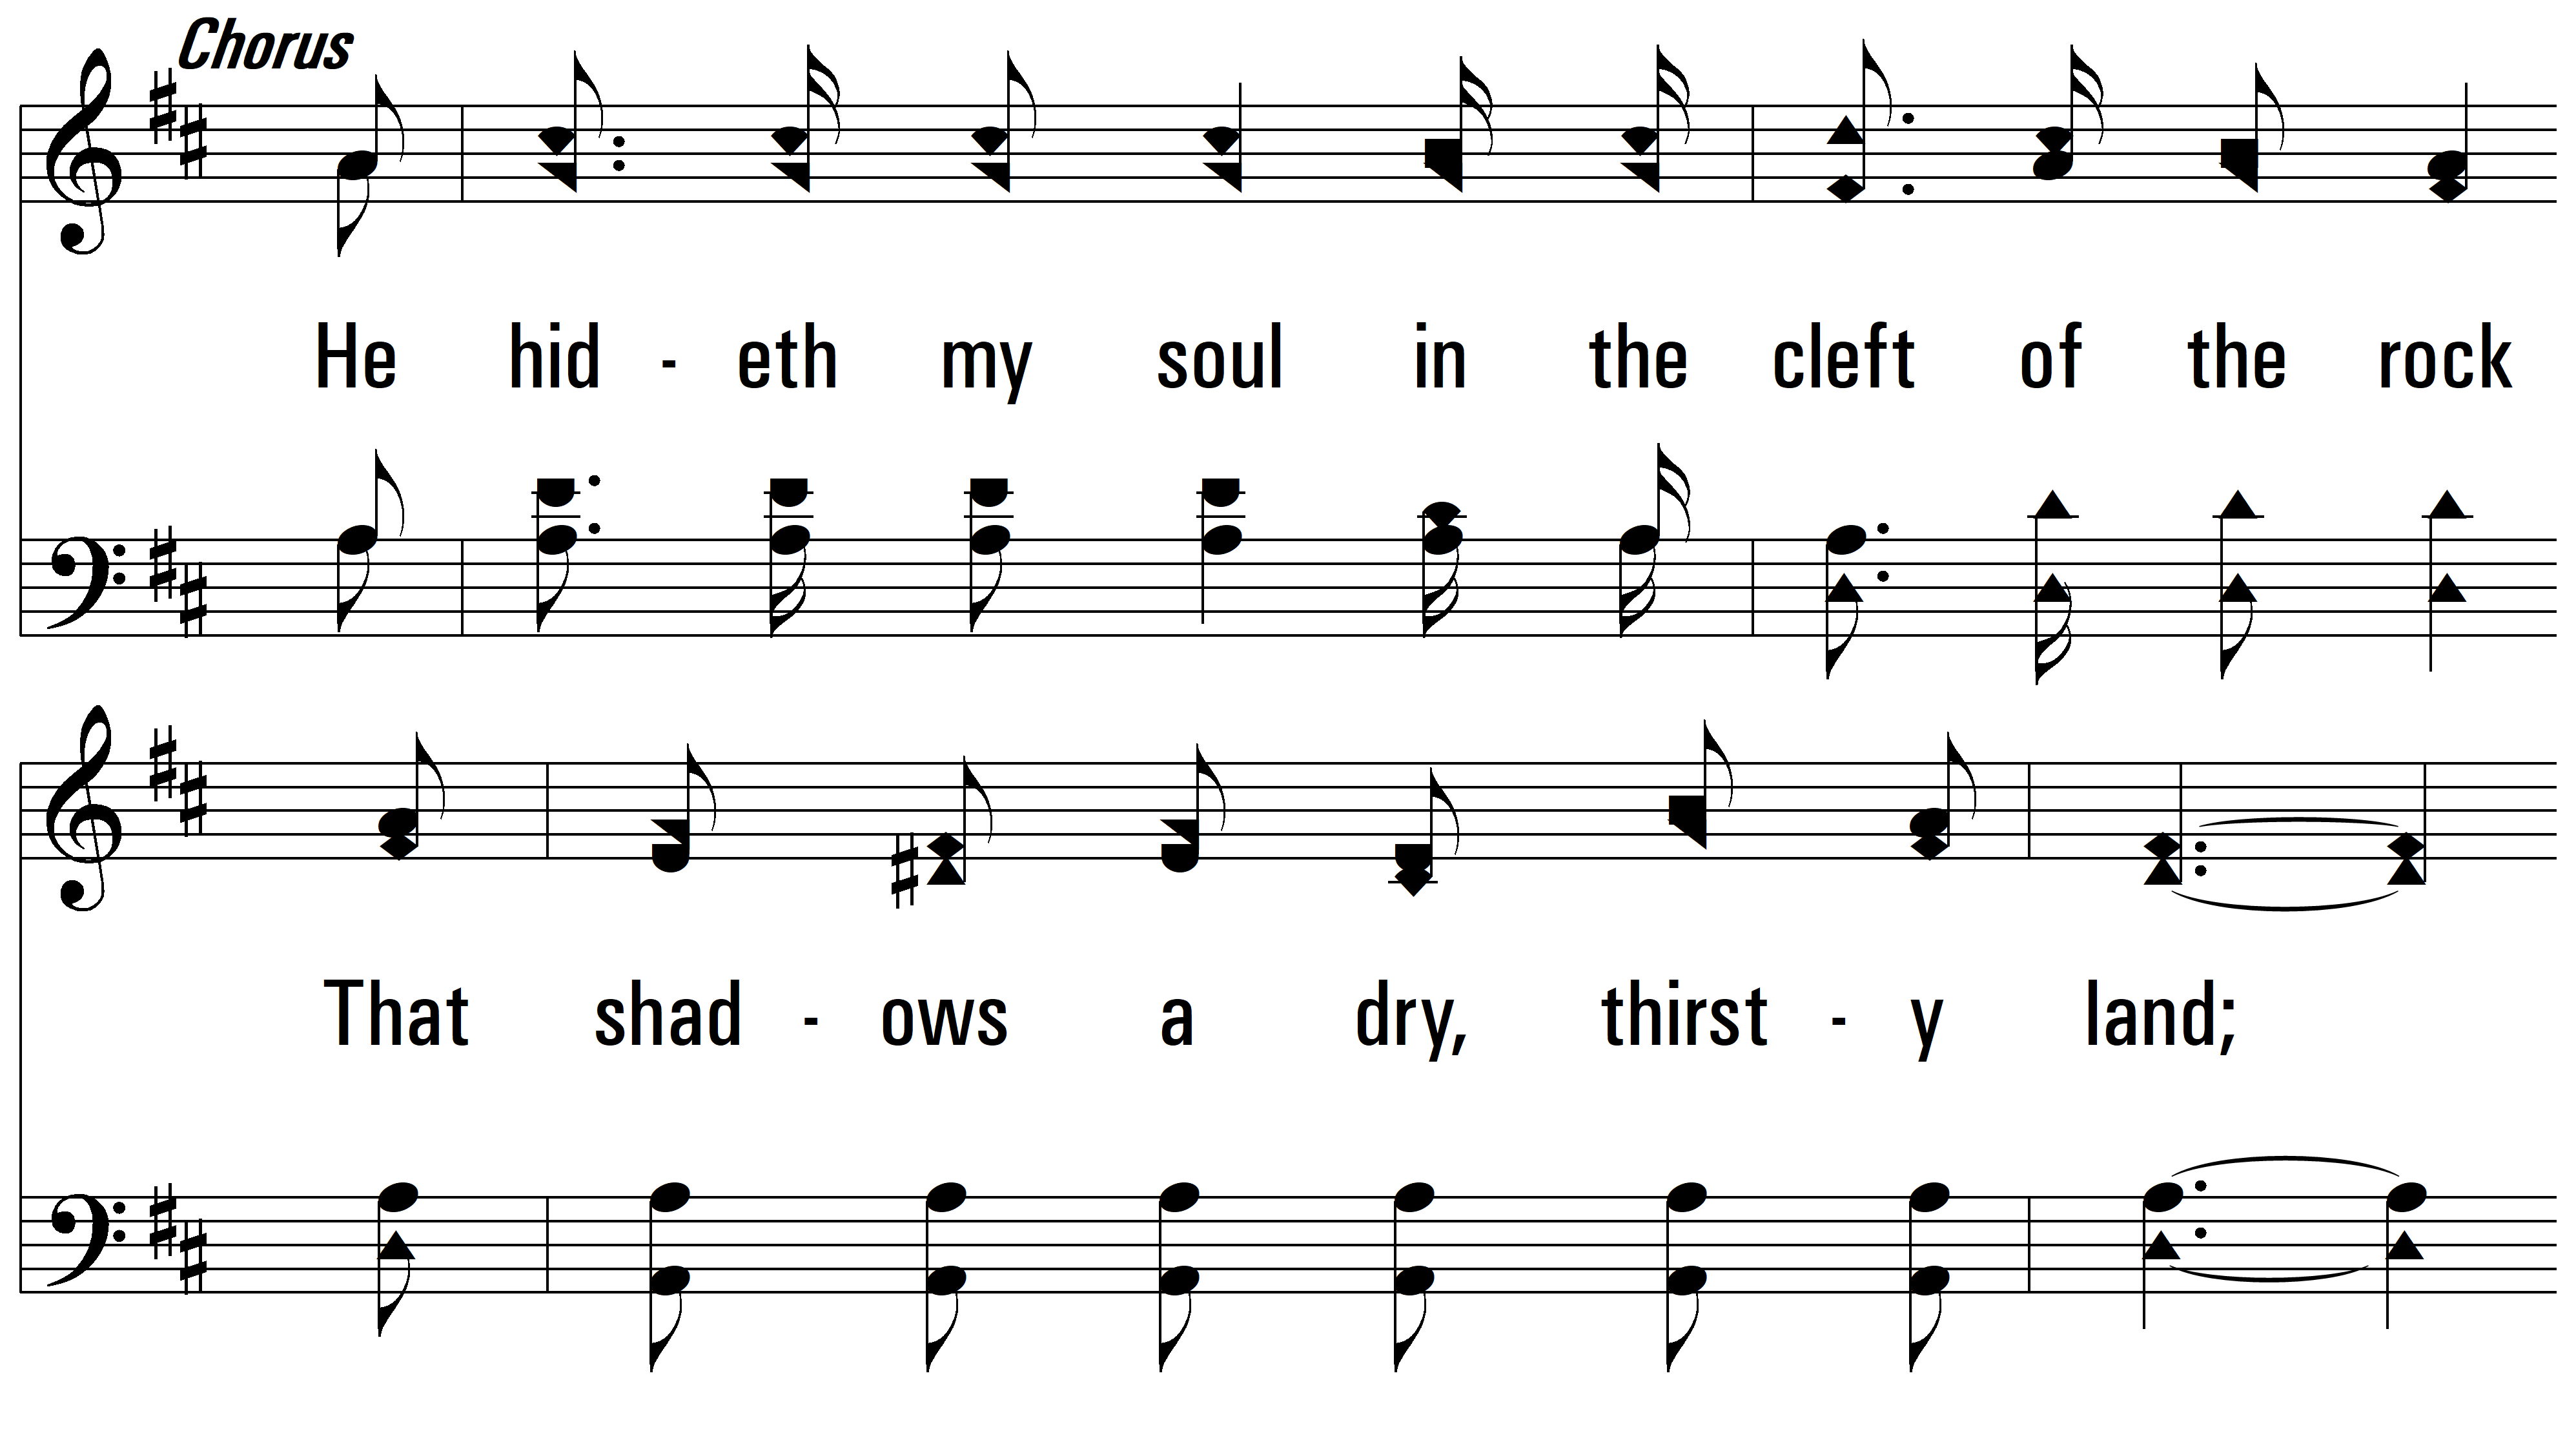 Chorus
He hid - eth my soul in the cleft of the rock
That shad - ows a dry, thirst - y land;